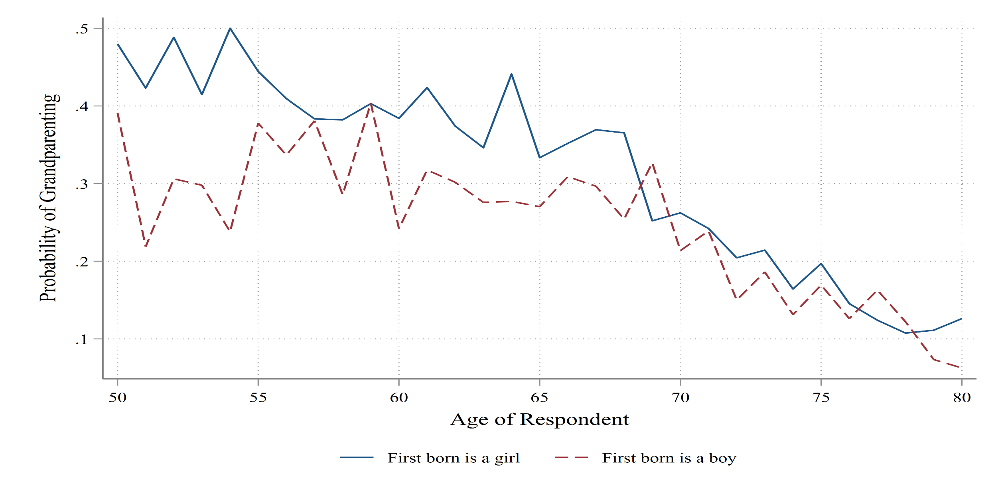 Probability of Grandparenting
.5
.4
.3
.2
.1
50 55 60 65 70 75 80
Age of Respondent
First born is a girl First born is a boy